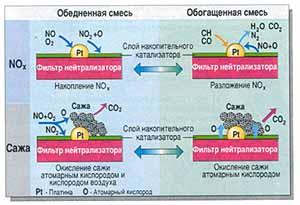 Обедненная смесь
Обогащенная смесь
NOx
NO
O2
NO2+O
Pt
Слой накопительного
катализатора
CH
CO
H2O CO2
N2
NO+O
Pt
Фильтр нейтрализатора
Фильтр нейтрализатора
Накопление NOx
Разложение NOx
Сажа
Сажа
NO+O2
O
CO2
NO2
Pt
Слой накопительного
катализатора
Сажа
CO2
O
Pt
Фильтр нейтрализатора
Фильтр нейтрализатора
Окисление сажи
атомарным кислородом и
кислородом воздуха
Окисление сажи
атомарным кислородом
Pt - Платина O - Атомарный кислород